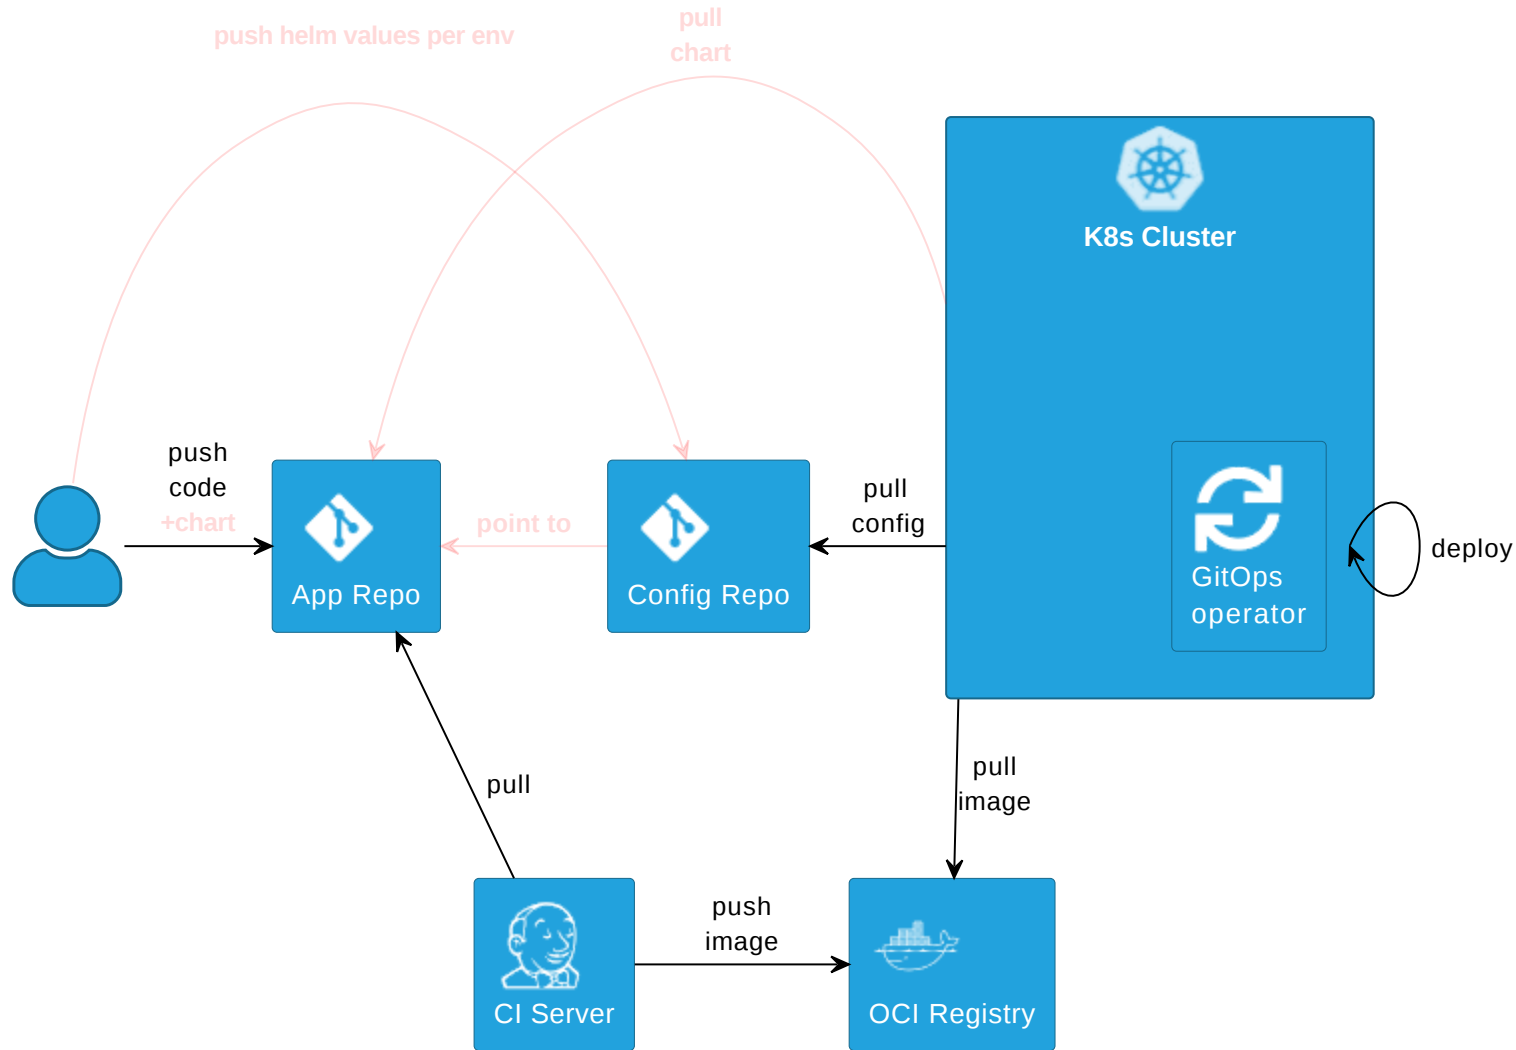 push helm values per env
pull
chart
K8s Cluster
push
code
+chart
point to
pull
config
GitOps
operator
deploy
App Repo
Config Repo
pull
pull
image
push
image
CI Server
OCI Registry